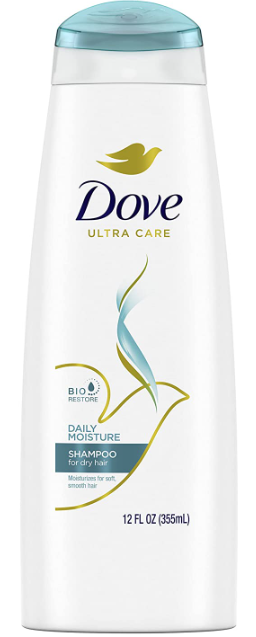 Dove
ULTRA CARE
BIO
RESTORE
DAILY
MOISTURE
SHAMPOO
for dry hair
Moisturizes for soft,
smooth hair
12 FL OZ (355mL)